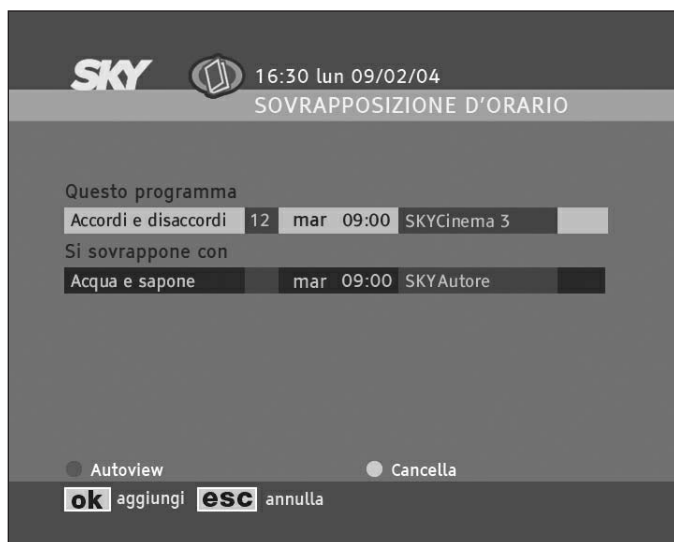 SKY 16:30 lun 09/02/04
SOVRAPPOSIZIONE D'ORARIO
Questo programma
Accordi e disaccordi 12 mar 09:00 SKYCinema 3
Si sovrappone con
Acqua e sapone mar 09:00 SKYAutore
Autoview Cancella
ok aggiungi esc annulla